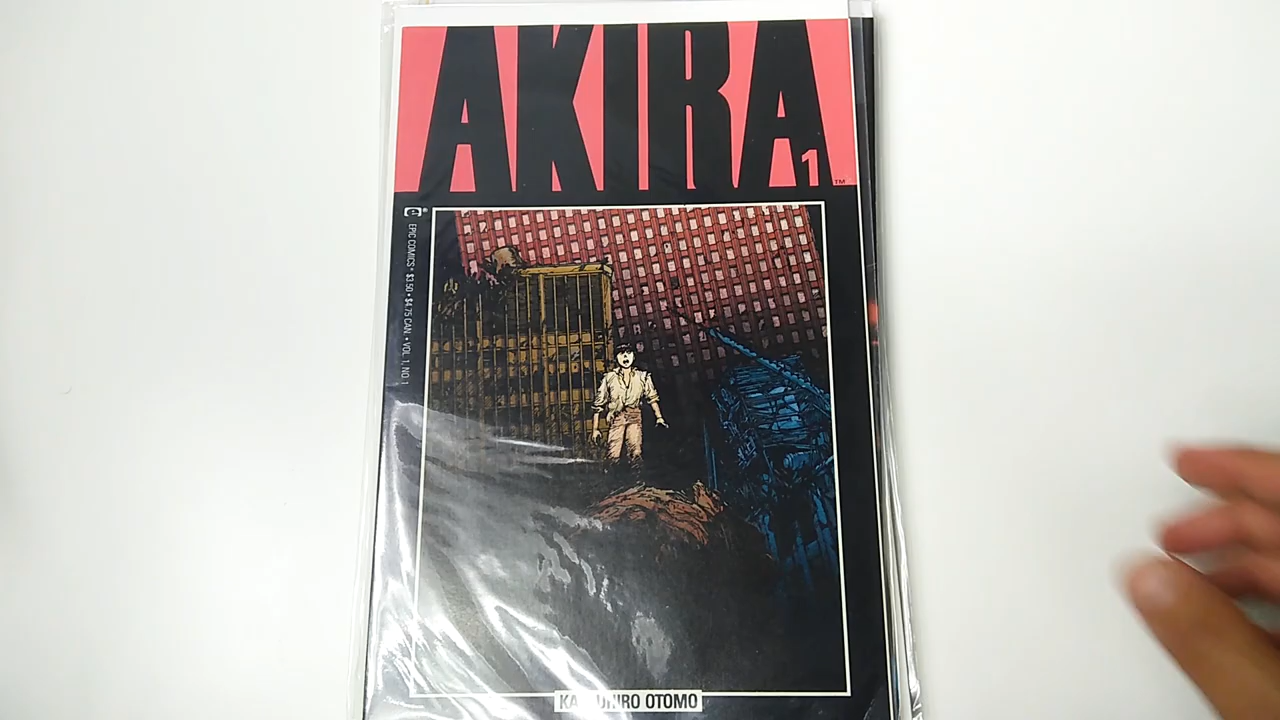 AKIRA
1
TM
EPIC COMICS® $3.50 • $4.75 CAN. • VOL. 1, NO. 1
OTOMO